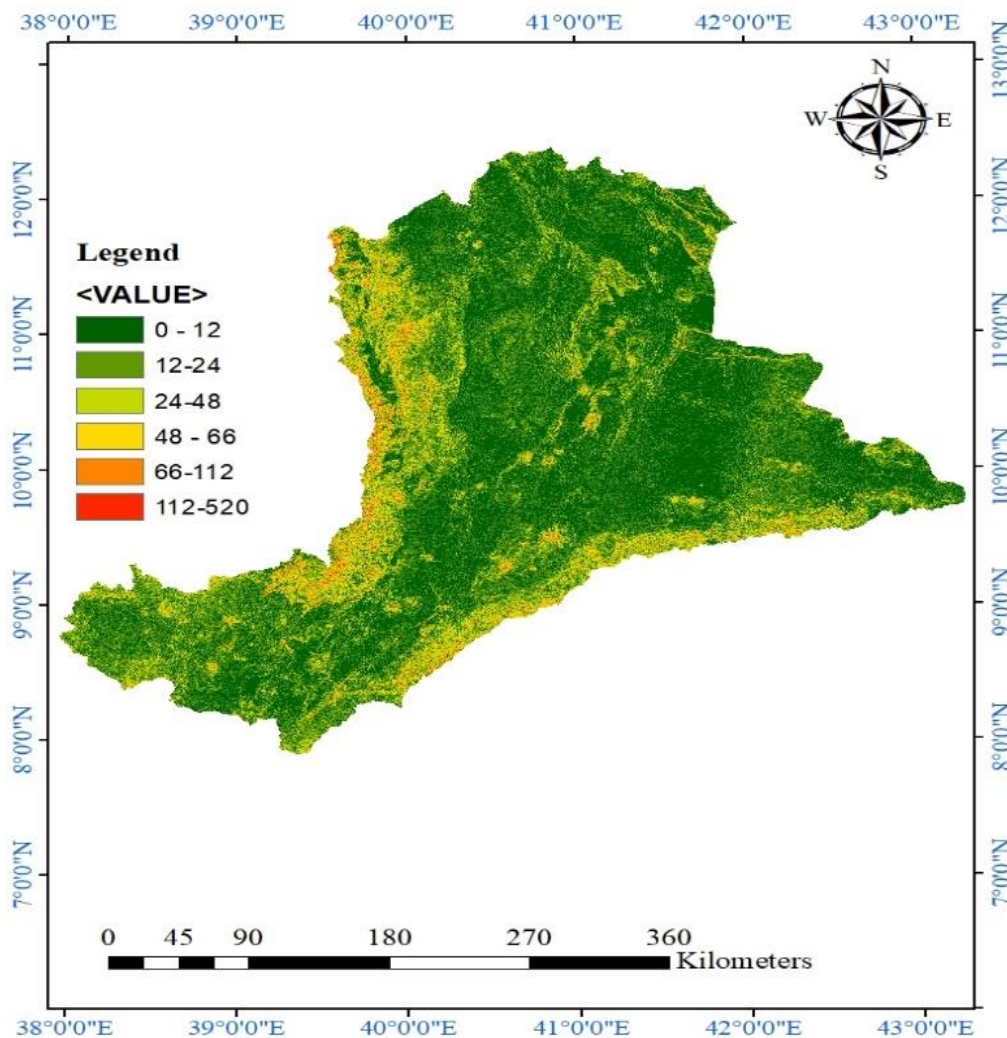 38°0'0"E 39°0'0"E 40°0'0"E 41°0'0"E 42°0'0"E 43°0'0"E
N
W E
S
Legend
<VALUE>
0 - 12
12-24
24-48
48 - 66
66-112
112-520
12°0'0"N
11°0'0"N
10°0'0"N
9°0'0"N
8°0'0"N
7°0'0"N
13°0'0"N
12°0'0"N
11°0'0"N
10°0'0"N
9°0'0"N
8°0'0"N
7°0'0"N
0 45 90 180 270 360
Kilometers
38°0'0"E 39°0'0"E 40°0'0"E 41°0'0"E 42°0'0"E 43°0'0"E